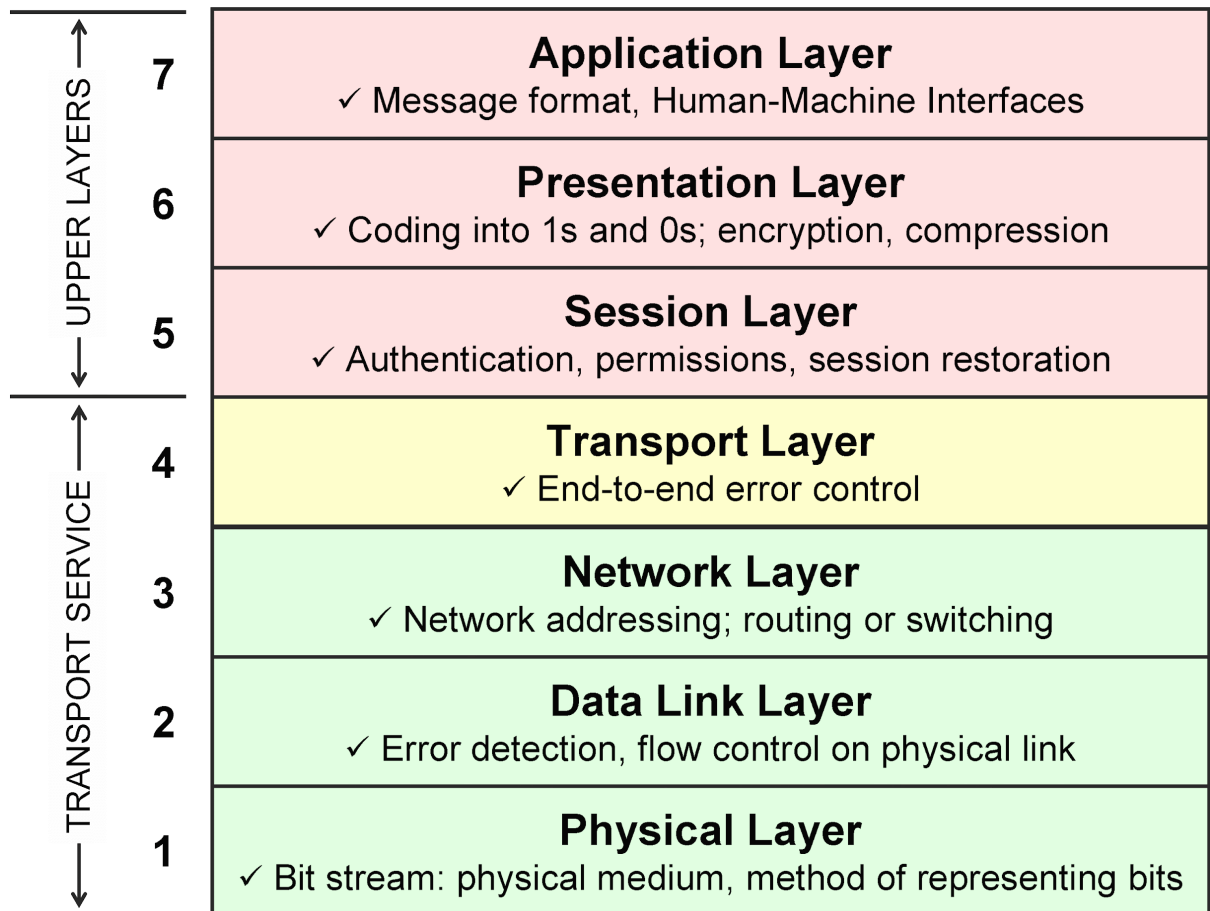 UPPER LAYERS
7
Application Layer
✓ Message format, Human-Machine Interfaces
6
Presentation Layer
✓ Coding into 1s and 0s; encryption, compression
5
Session Layer
✓ Authentication, permissions, session restoration
TRANSPORT SERVICE
4
Transport Layer
✓ End-to-end error control
3
Network Layer
✓ Network addressing; routing or switching
2
Data Link Layer
✓ Error detection, flow control on physical link
1
Physical Layer
✓ Bit stream: physical medium, method of representing bits